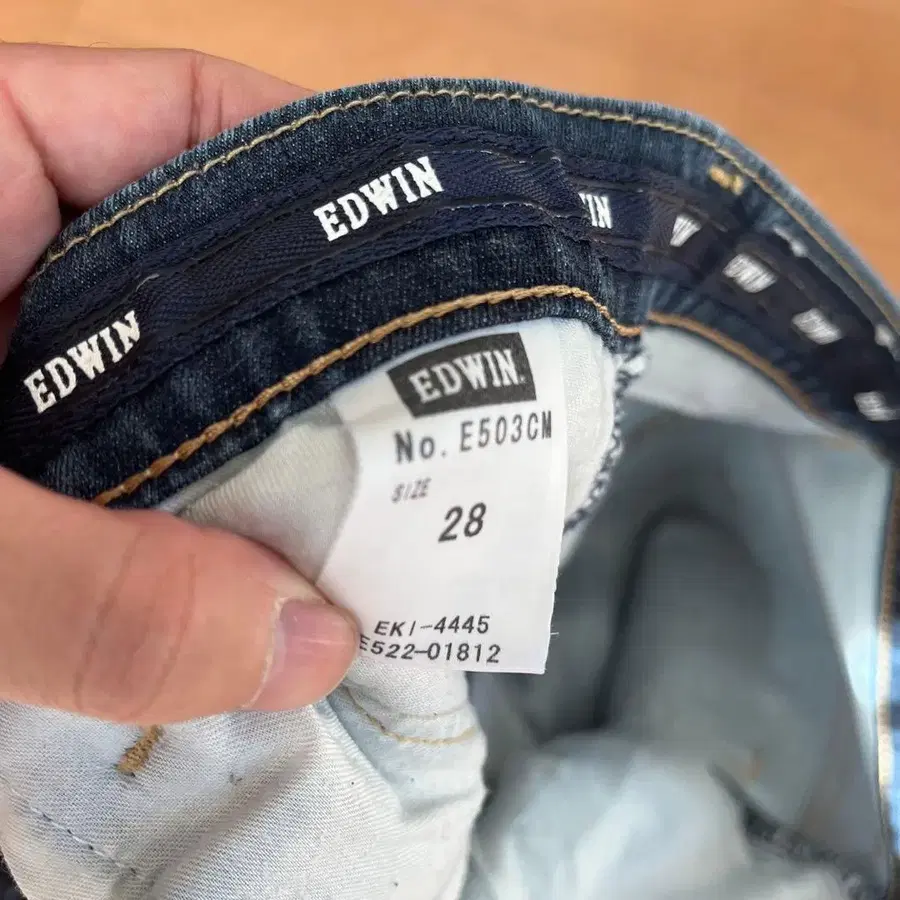 EDWIN
EDWIN
EDWIN.
No. E503CM
SIZE
28
EKI-4445
E522-01812